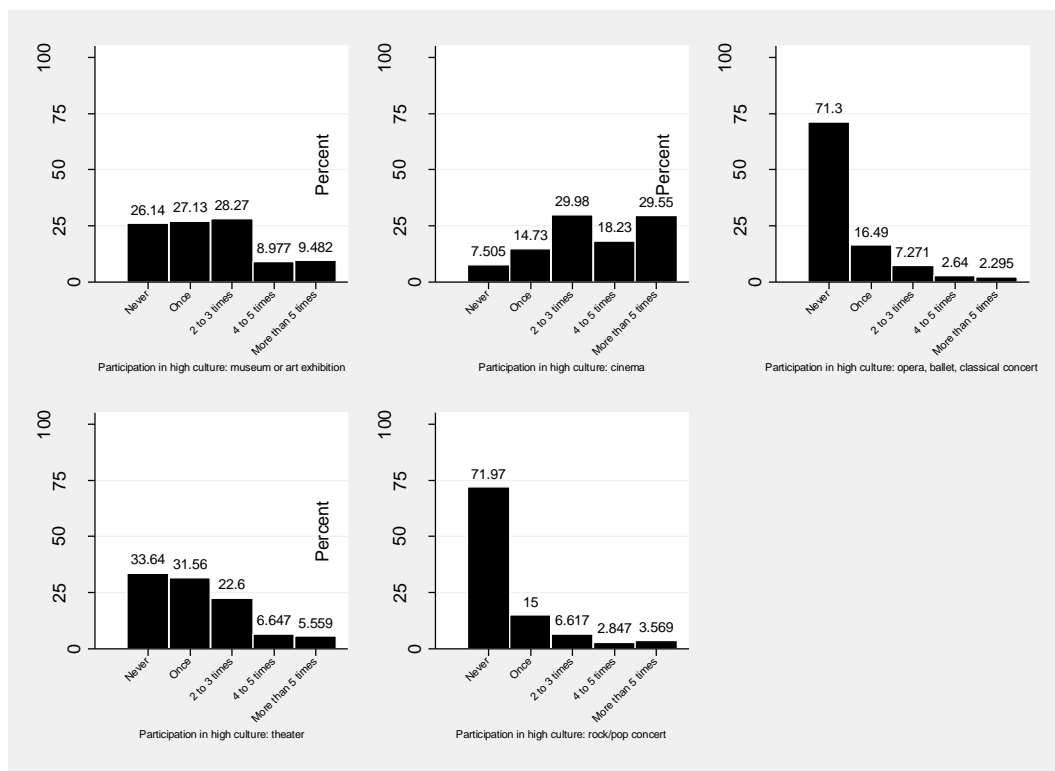 100
75
50
25
0
Percent
26.14 27.13 28.27 8.977 9.482
Never Once 2 to 3 times 4 to 5 times More than 5 times
Participation in high culture: museum or art exhibition
100
75
50
25
0
Percent
7.505 14.73 29.98 18.23 29.55
Never Once 2 to 3 times 4 to 5 times More than 5 times
Participation in high culture: cinema
100
75
50
25
0
71.3 16.49 7.271 2.64 2.295
Never Once 2 to 3 times 4 to 5 times More than 5 times
Participation in high culture: opera, ballet, classical concert
100
75
50
25
0
Percent
33.64 31.56 22.6 6.647 5.559
Never Once 2 to 3 times 4 to 5 times More than 5 times
Participation in high culture: theater
100
75
50
25
0
71.97 15 6.617 2.847 3.569
Never Once 2 to 3 times 4 to 5 times More than 5 times
Participation in high culture: rock/pop concert